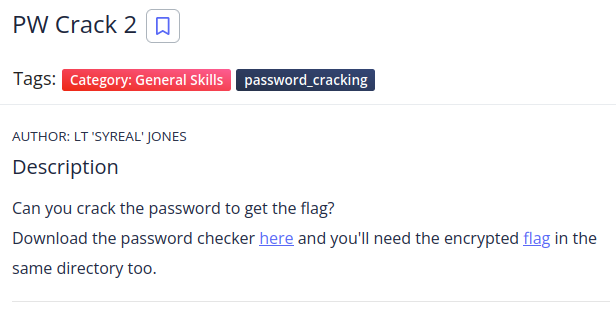 PW Crack 2
Tags: Category: General Skills password_cracking
AUTHOR: LT 'SYREAL' JONES
Description
Can you crack the password to get the flag?
Download the password checker here and you'll need the encrypted flag in the
same directory too.